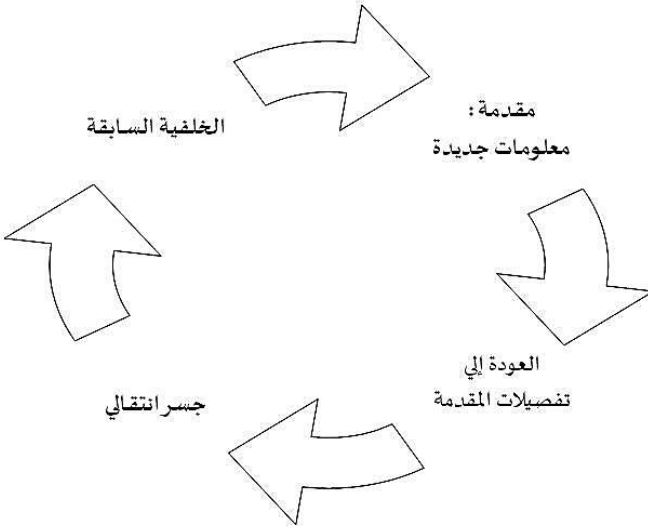 مقدمة:
معلومات جديدة
الخلفية السابقة
العودة إلي
تفصيلات المقدمة
جسر انتقالي